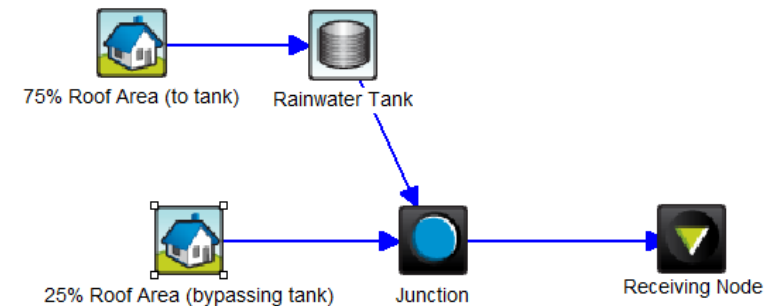 75% Roof Area (to tank)
Rainwater Tank
25% Roof Area (bypassing tank)
Junction
Receiving Node